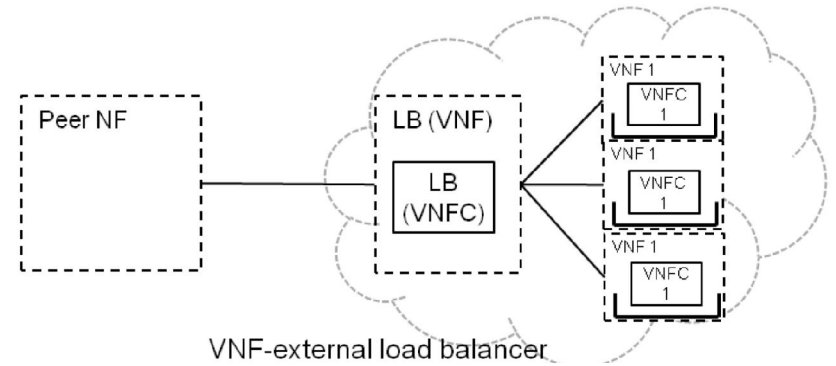 Peer NF
LB (VNF)
LB
(VNFC)
VNF 1
VNFC
1
VNF 1
VNFC
1
VNF 1
VNFC
1
VNF-external load balancer